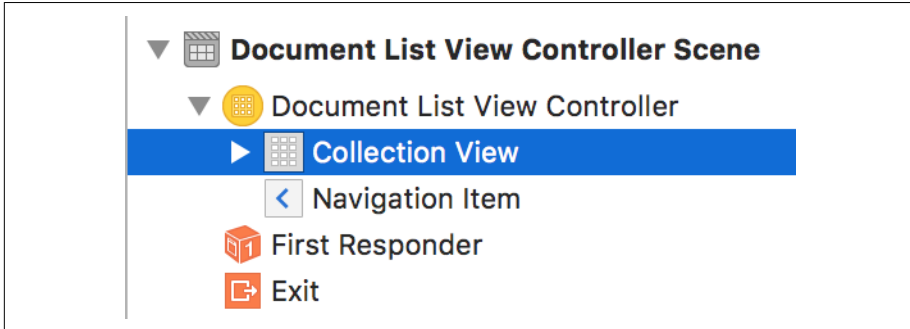 Document List View Controller Scene
Document List View Controller
Collection View
Navigation Item
First Responder
Exit